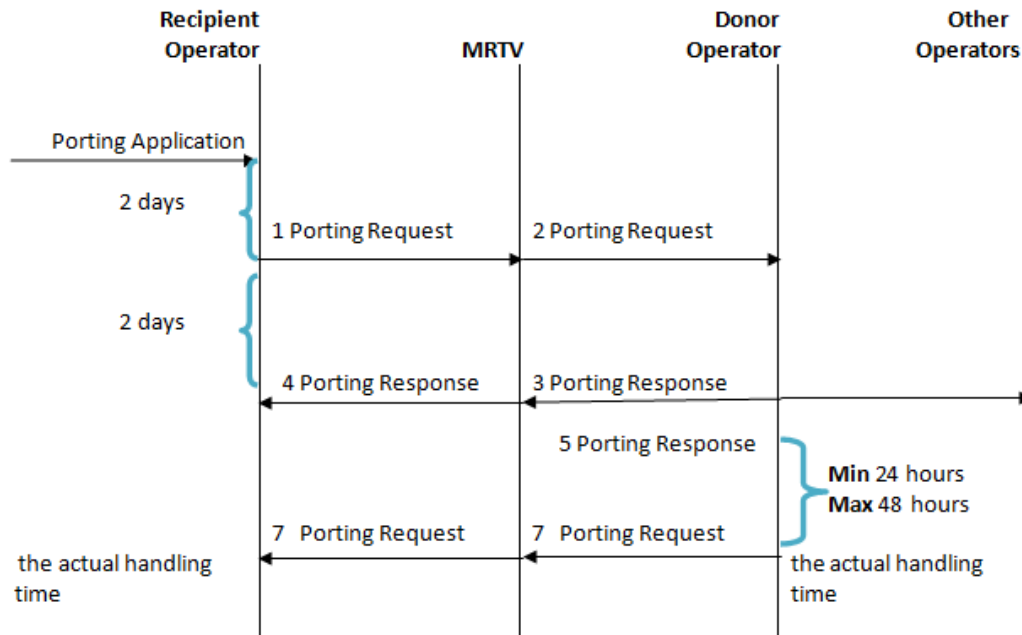 Recipient
Operator
MRTV
Donor
Operator
Other
Operators
Porting Application
2 days
1 Porting Request
2 Porting Request
2 days
4 Porting Response
3 Porting Response
5 Porting Response
Min 24 hours
Max 48 hours
7 Porting Request
7 Porting Request
the actual handling
time
the actual handling
time